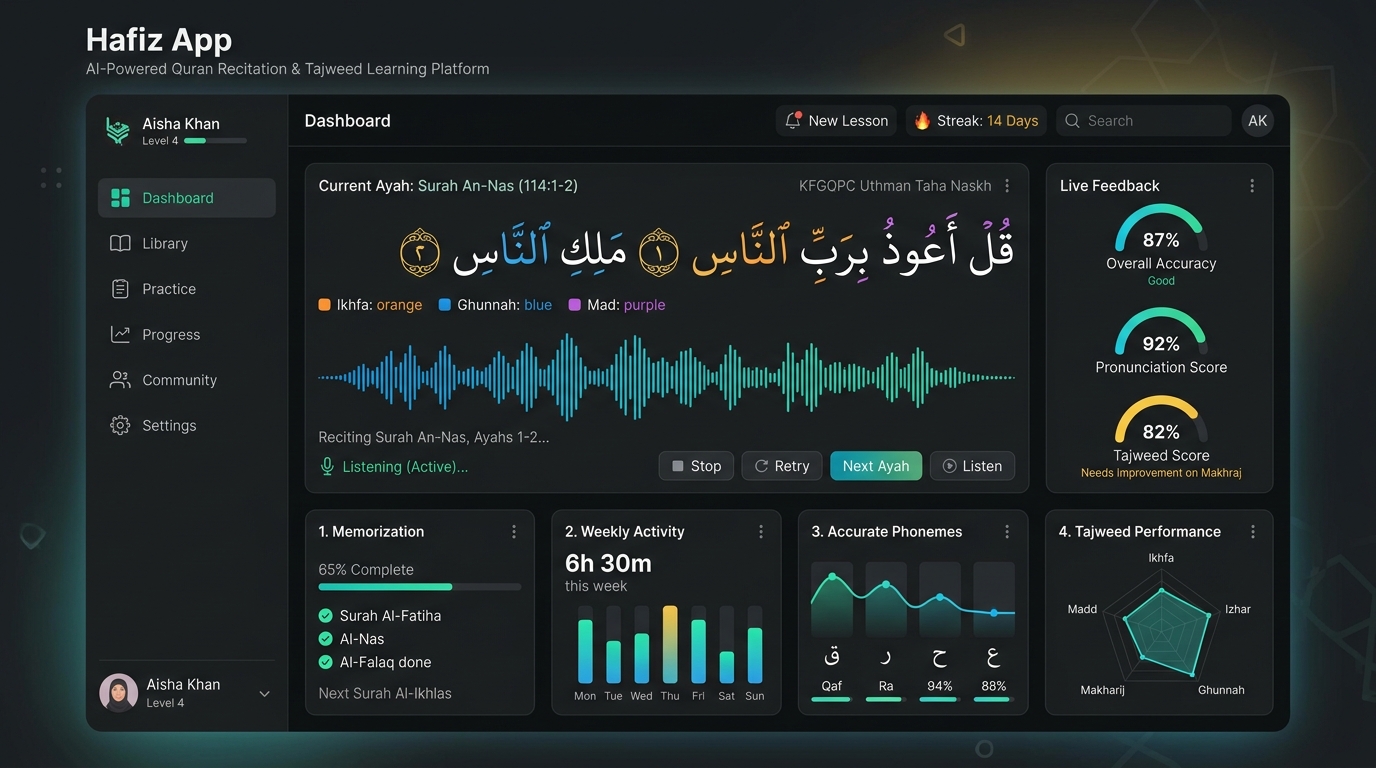 Hafiz App
AI-Powered Quran Recitation & Tajweed Learning Platform
Aisha Khan
Level 4
Dashboard
Library
Practice
Progress
Community
Settings
Aisha Khan
Level 4
Dashboard
New Lesson
Streak: 14 Days
Search
AK
Current Ayah: Surah An-Nas (114:1-2)
KFGQPC Uthman Taha Naskh
قُلْ أَعُوذُ بِرَبِّ ٱلنَّاسِ ١ مَلِكِ ٱلنَّاسِ ٢
Ikhfa: orange Ghunnah: blue Mad: purple
Reciting Surah An-Nas, Ayahs 1-2...
Listening (Active)...
Stop
Retry
Next Ayah
Listen
Live Feedback
87%
Overall Accuracy
Good
92%
Pronunciation Score
82%
Tajweed Score
Needs Improvement on Makhraj
1. Memorization
65% Complete
Surah Al-Fatiha
Al-Nas
Al-Falaq done
Next Surah Al-Ikhlas
2. Weekly Activity
6h 30m
this week
Mon Tue Wed Thu Frl Sat Sun
3. Accurate Phonemes
ق ر ح ع
Qaf Ra 94% 88%
4. Tajweed Performance
Ikhfa
Madd
Izhar
Makharij
Ghunnah